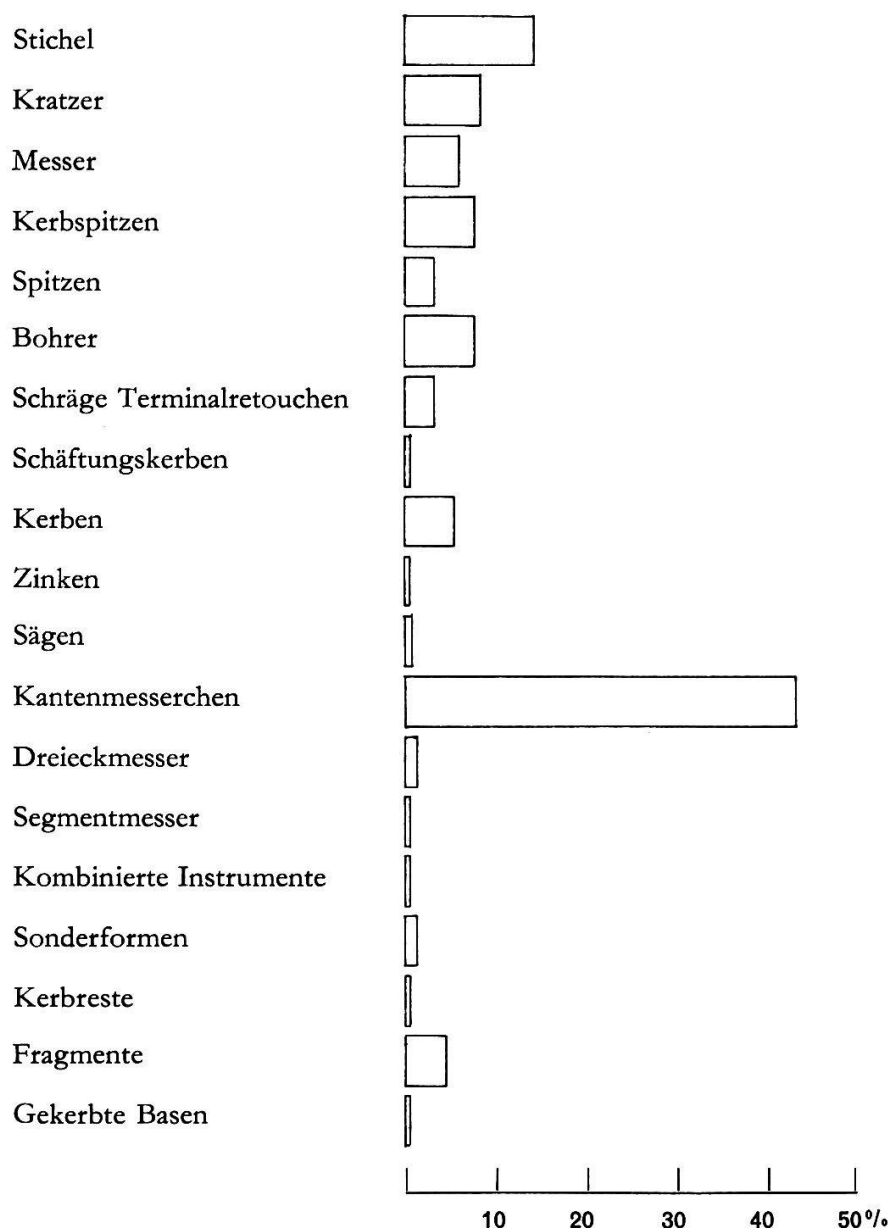 Stichel
Kratzer
Messer
Kerbspitzen
Spitzen
Bohrer
Schräge Terminalretouchen
Schäftungskerben
Kerben
Zinken
Sägen
Kantenmesserchen
Dreieckmesser
Segmentmesser
Kombinierte Instrumente
Sonderformen
Kerbreste
Fragmente
Gekerbte Basen
10 20 30 40 50%